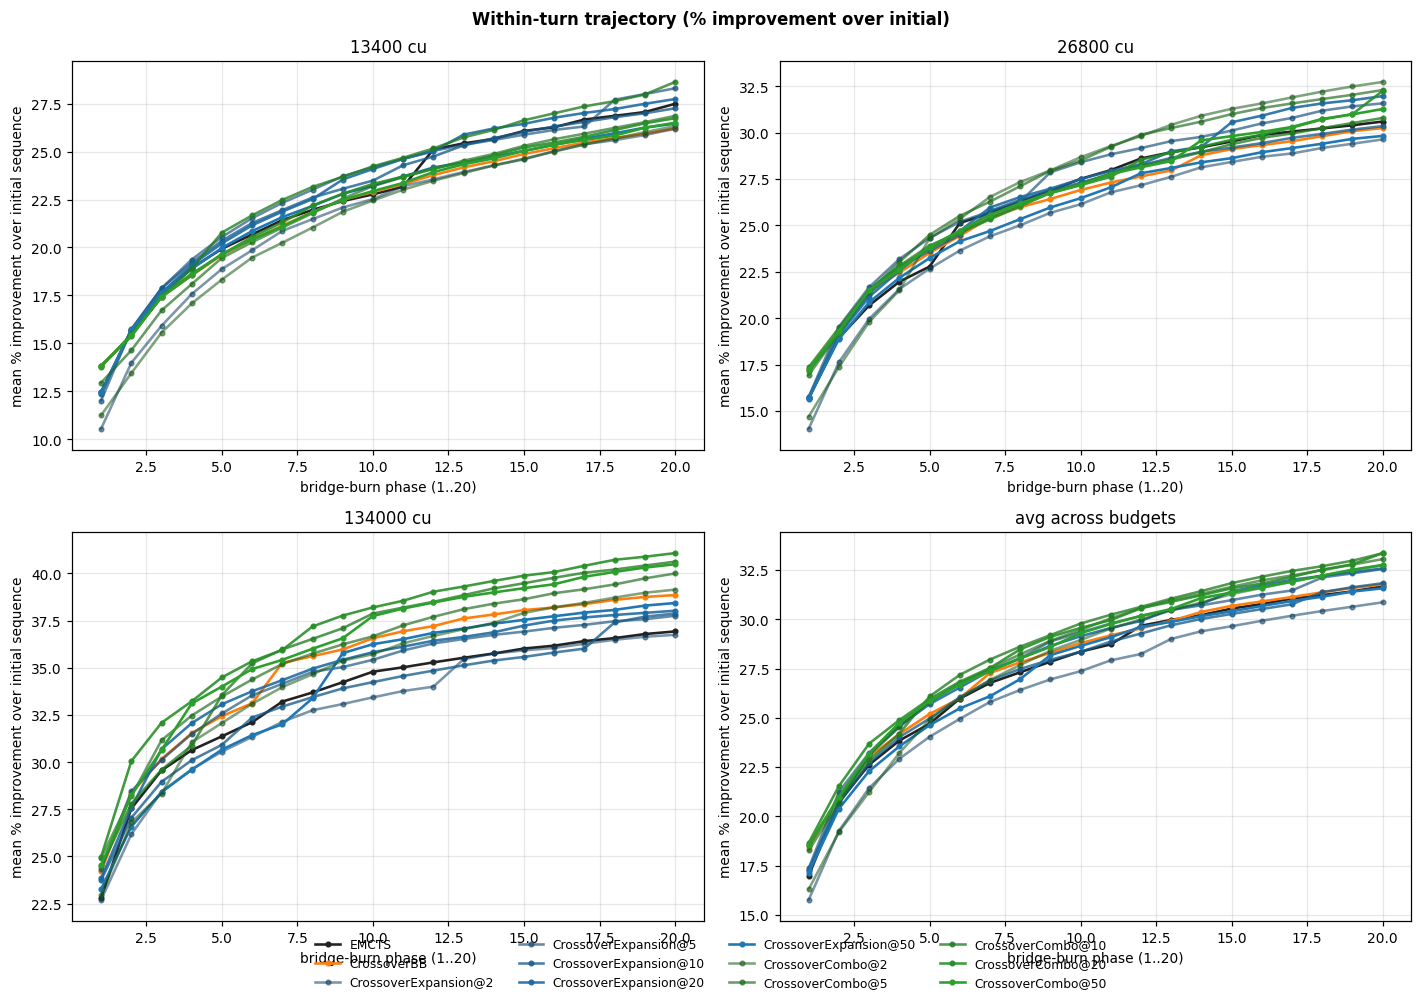 Within-turn trajectory (% improvement over initial)
13400 cu
mean % improvement over initial sequence
27.5
25.0
22.5
20.0
17.5
15.0
12.5
10.0
2.5 5.0 7.5 10.0 12.5 15.0 17.5 20.0
bridge-burn phase (1..20)
26800 cu
mean % improvement over initial sequence
32.5
30.0
27.5
25.0
22.5
20.0
17.5
15.0
2.5 5.0 7.5 10.0 12.5 15.0 17.5 20.0
bridge-burn phase (1..20)
134000 cu
mean % improvement over initial sequence
40.0
37.5
35.0
32.5
30.0
27.5
25.0
22.5
2.5 5.0 7.5 10.0 12.5 15.0 17.5 20.0
bridge-burn phase (1..20)
avg across budgets
mean % improvement over initial sequence
32.5
30.0
27.5
25.0
22.5
20.0
17.5
15.0
2.5 5.0 7.5 10.0 12.5 15.0 17.5 20.0
bridge-burn phase (1..20)
EMCTS
CrossoverBB
CrossoverExpansion@2
CrossoverExpansion@5
CrossoverExpansion@10
CrossoverExpansion@20
CrossoverExpansion@50
CrossoverCombo@2
CrossoverCombo@5
CrossoverCombo@10
CrossoverCombo@20
CrossoverCombo@50